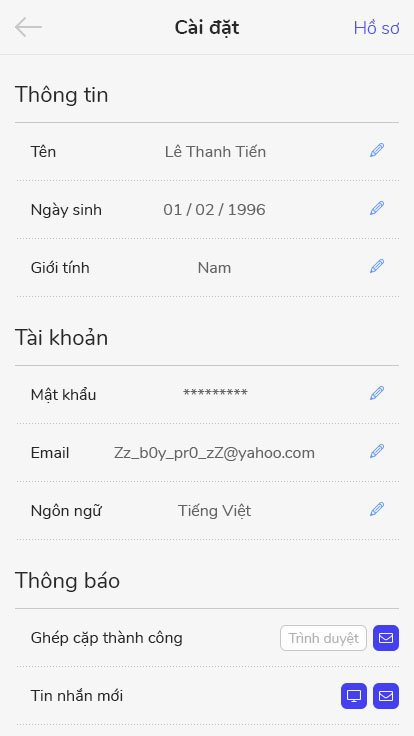 Cài đặt
Hồ sơ
Thông tin
Tên Lê Thanh Tiến
Ngày sinh 01 / 02 / 1996
Giới tính Nam
Tài khoản
Mật khẩu *********
Email Zz_b0y_pr0_zZ@yahoo.com
Ngôn ngữ Tiếng Việt
Thông báo
Ghép cặp thành công Trình duyệt
Tin nhắn mới